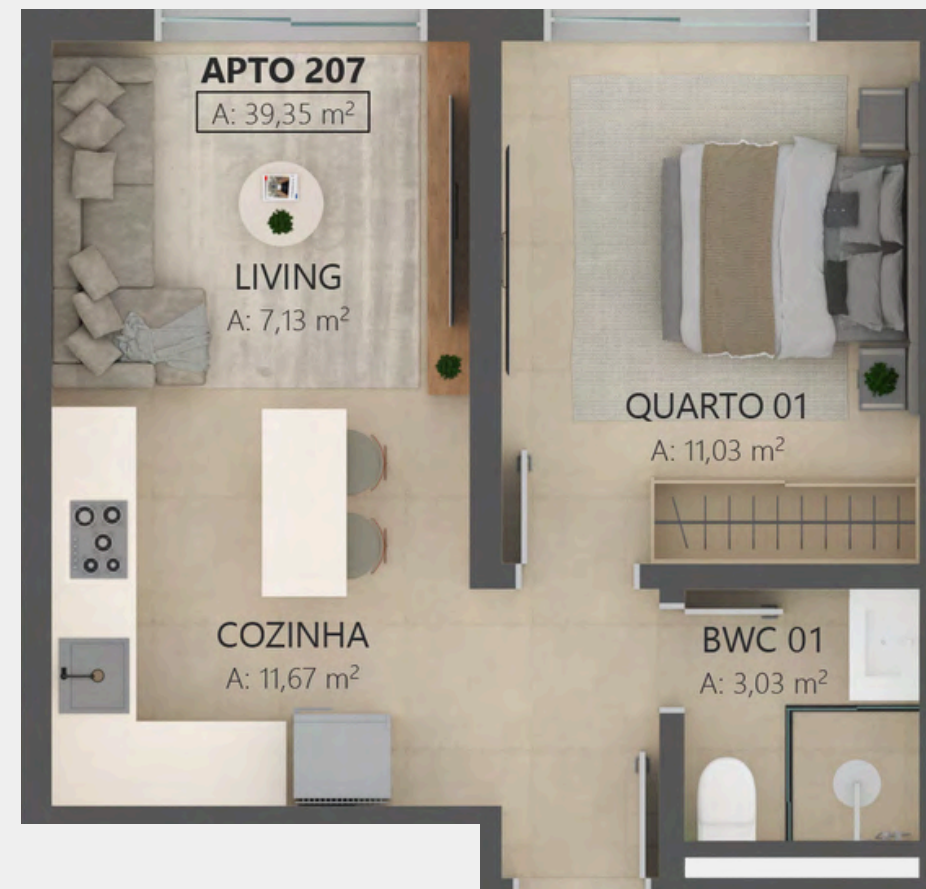 APTO 207
A: 39,35 m²
LIVING
A: 7,13 m²
QUARTO 01
A: 11,03 m²
COZINHA
A: 11,67 m²
BWC 01
A: 3,03 m²